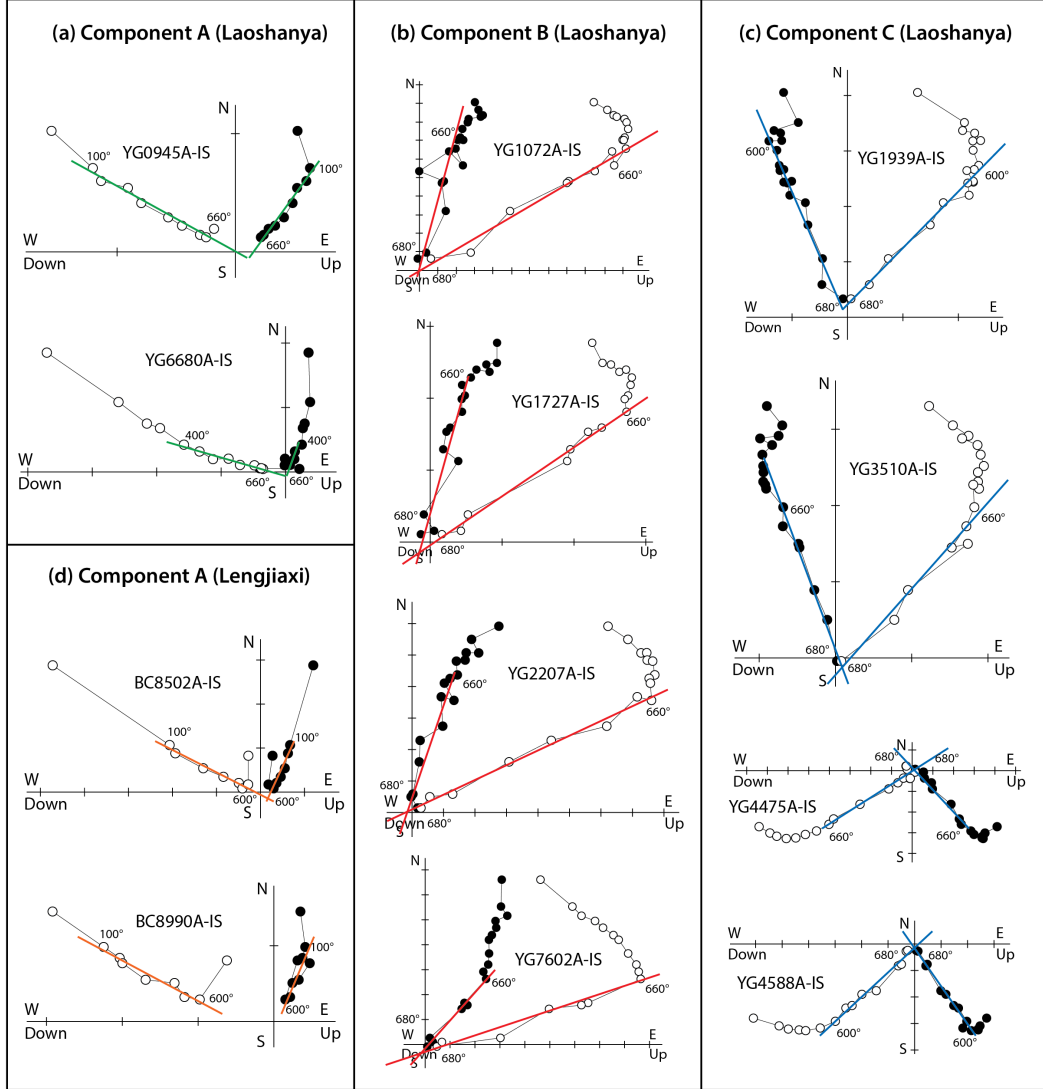 (a) Component A (Laoshanya)
N
YG0945A-IS
100°
100°
660°
660°
W
E
Down
Up
S
N
YG6680A-IS
400°
400°
W
E
Down
660°
660°
Up
S
(d) Component A (Lengjiaxi)
N
BC8502A-IS
100°
100°
W
E
Down
600°
600°
Up
S
N
BC8990A-IS
100°
100°
600°
600°
W
E
Down
Up
S
(b) Component B (Laoshanya)
N
660°
YG1072A-IS
660°
680°
W
E
Down
680°
Up
S
N
660°
YG1727A-IS
660°
680°
W
E
Down
680°
Up
S
N
YG2207A-IS
660°
660°
680°
W
E
Down
680°
Up
S
N
YG7602A-IS
660°
660°
680°
W
E
Down
680°
Up
S
(c) Component C (Laoshanya)
N
600°
YG1939A-IS
600°
W
680°
680°
E
Down
Up
S
N
YG3510A-IS
660°
660°
W
680°
E
Down
680°
Up
S
N
W
680°
680°
E
Down
Up
YG4475A-IS
660°
660°
S
N
W
E
Down
680°
680°
Up
YG4588A-IS
600°
600°
S